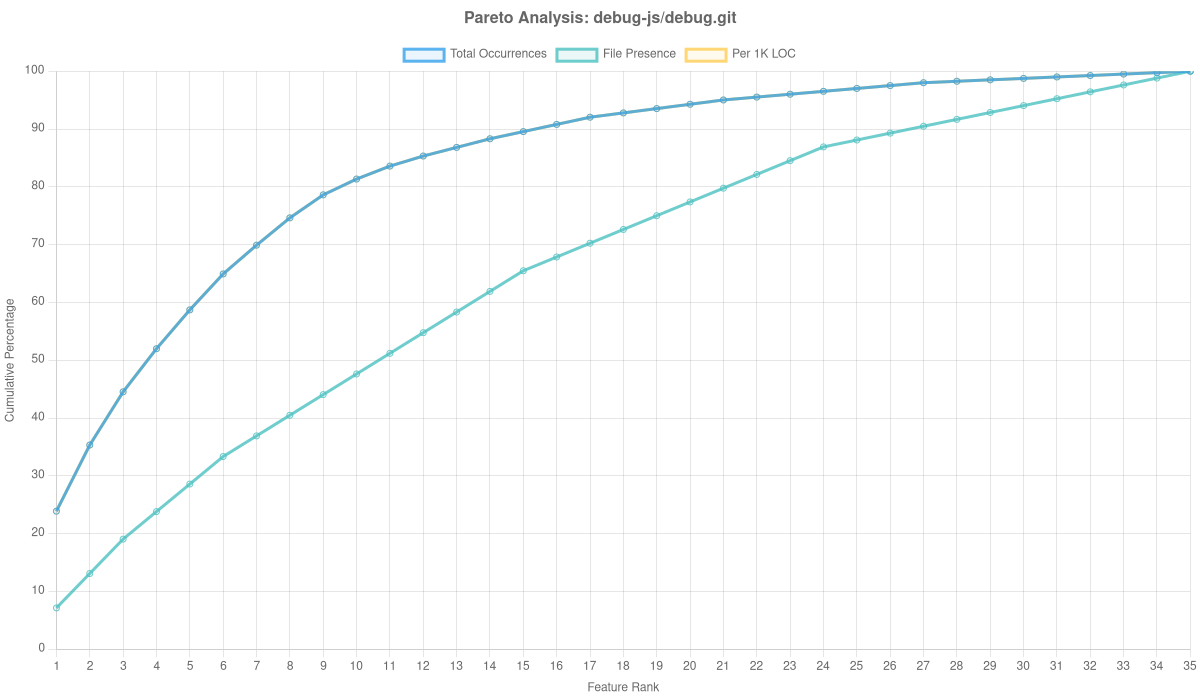 Pareto Analysis: debug-js/debug.git
Total Occurrences File Presence Per 1K LOC
100
90
80
70
60
50
40
30
20
10
0
Cumulative Percentage
1 2 3 4 5 6 7 8 9 10 11 12 13 14 15 16 17 18 19 20 21 22 23 24 25 26 27 28 29 30 31 32 33 34 35
Feature Rank